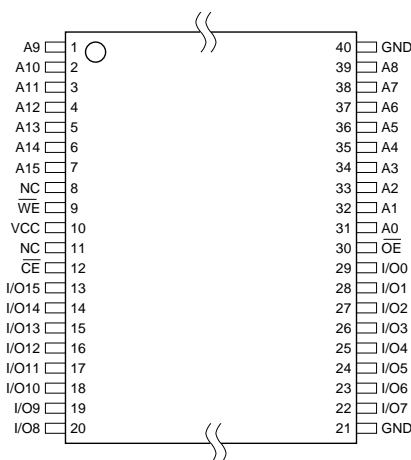 A9 1 40 GND
A10 2 39 A8
A11 3 38 A7
A12 4 37 A6
A13 5 36 A5
A14 6 35 A4
A15 7 34 A3
NC 8 33 A2
W̅E̅ 9 32 A1
VCC 10 31 A0
NC 11 30 O̅E̅
C̅E̅ 12 29 I/O0
I/O15 13 28 I/O1
I/O14 14 27 I/O2
I/O13 15 26 I/O3
I/O12 16 25 I/O4
I/O11 17 24 I/O5
I/O10 18 23 I/O6
I/O9 19 22 I/O7
I/O8 20 21 GND